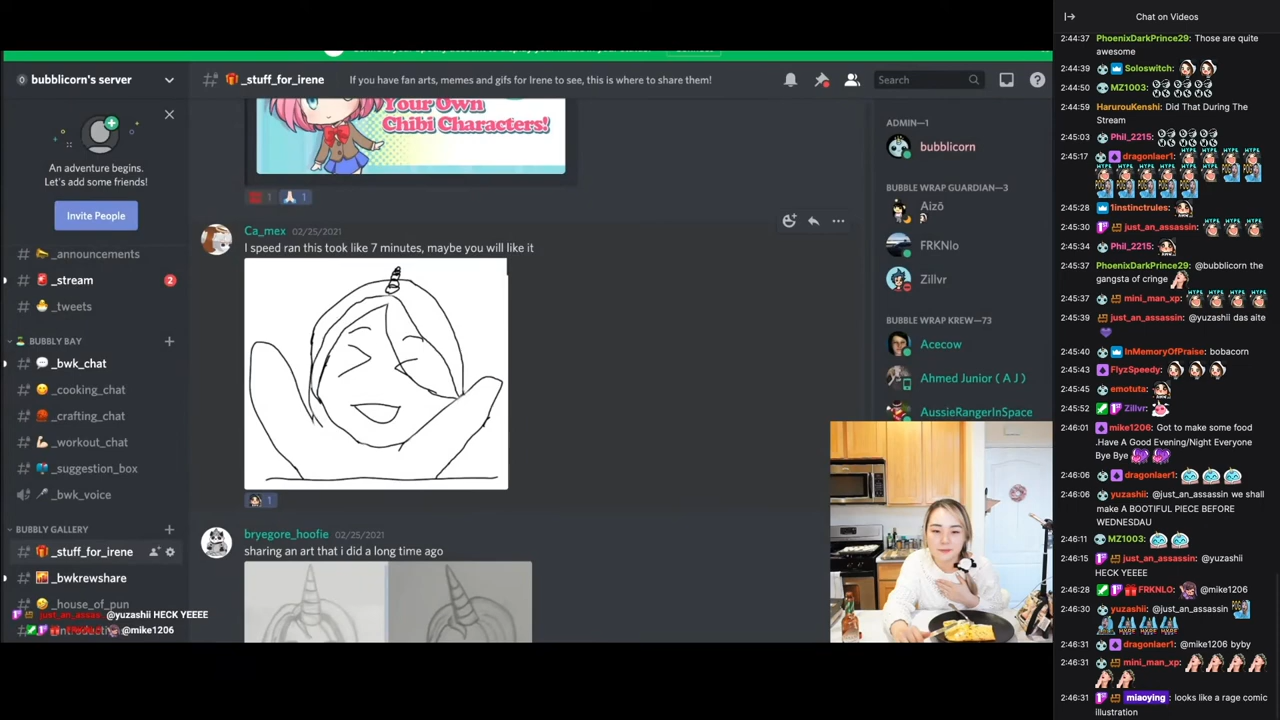 bubblicorn's server
_stuff_for_irene
If you have fan arts, memes and gifs for Irene to see, this is where to share them!
Search
An adventure begins.
Let's add some friends!
Invite People
_announcements
_stream
2
_tweets
BUBBLY BAY
_bwk_chat
_cooking_chat
_crafting_chat
_workout_chat
_suggestion_box
_bwk_voice
BUBBLY GALLERY
_stuff_for_irene
_bwkrewshare
_house_of_pun
just_an_assas @yuzashii HECK YEEEE
@mike1206
Your Own
Chibi Characters!
1
1
Ca_mex 02/25/2021
I speed ran this took like 7 minutes, maybe you will like it
1
bryegore_hoofie 02/25/2021
sharing an art that i did a long time ago
ADMIN—1
bubblicorn
BUBBLE WRAP GUARDIAN—3
Aizō
FRKNlo
Zillvr
BUBBLE WRAP KREW—73
Acecow
Ahmed Junior ( A J )
AussieRangerInSpace
Chat on Videos
2:44:37 PhoenixDarkPrince29: Those are quite
awesome
2:44:39 Soloswitch:
2:44:50 MZ1003:
2:44:59 HarurouKenshi: Did That During The
Stream
2:45:03 Phil_2215:
2:45:17 dragonlaer1:
2:45:28 1instinctrules:
2:45:30 just_an_assassin:
2:45:34 Phil_2215:
2:45:37 PhoenixDarkPrince29: @bubblicorn the
gangsta of cringe
2:45:37 mini_man_xp:
2:45:39 just_an_assassin: @yuzashii das aite
2:45:40 InMemoryOfPraise: bobacorn
2:45:43 FlyzSpeedy:
2:45:45 emotuta:
2:45:52 Zillvr:
2:46:01 mike1206: Got to make some food
.Have A Good Evening/Night Everyone
Bye Bye
2:46:06 dragonlaer1:
2:46:06 yuzashii: @just_an_assassin we shall
make A BOOTIFUL PIECE BEFORE
WEDNESDAU
2:46:11 MZ1003:
2:46:15 just_an_assassin: @yuzashii
HECK YEEEE
2:46:28 FRKNLO: @mike1206
2:46:30 yuzashii: @just_an_assassin
2:46:31 dragonlaer1: @mike1206 byby
2:46:31 mini_man_xp:
2:46:31 miaoying: looks like a rage comic
illustration